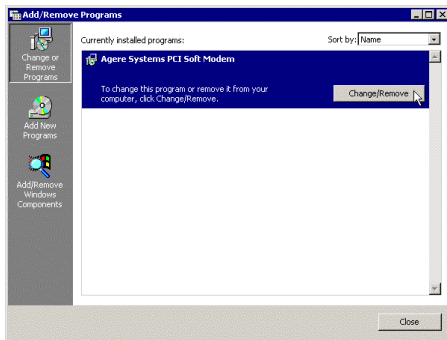 Add/Remove Programs
Currently installed programs:
Sort by: Name
Change or
Remove
Programs
Agere Systems PCI Soft Modem
To change this program or remove it from your
computer, click Change/Remove.
Change/Remove
Add New
Programs
Add/Remove
Windows
Components
Close